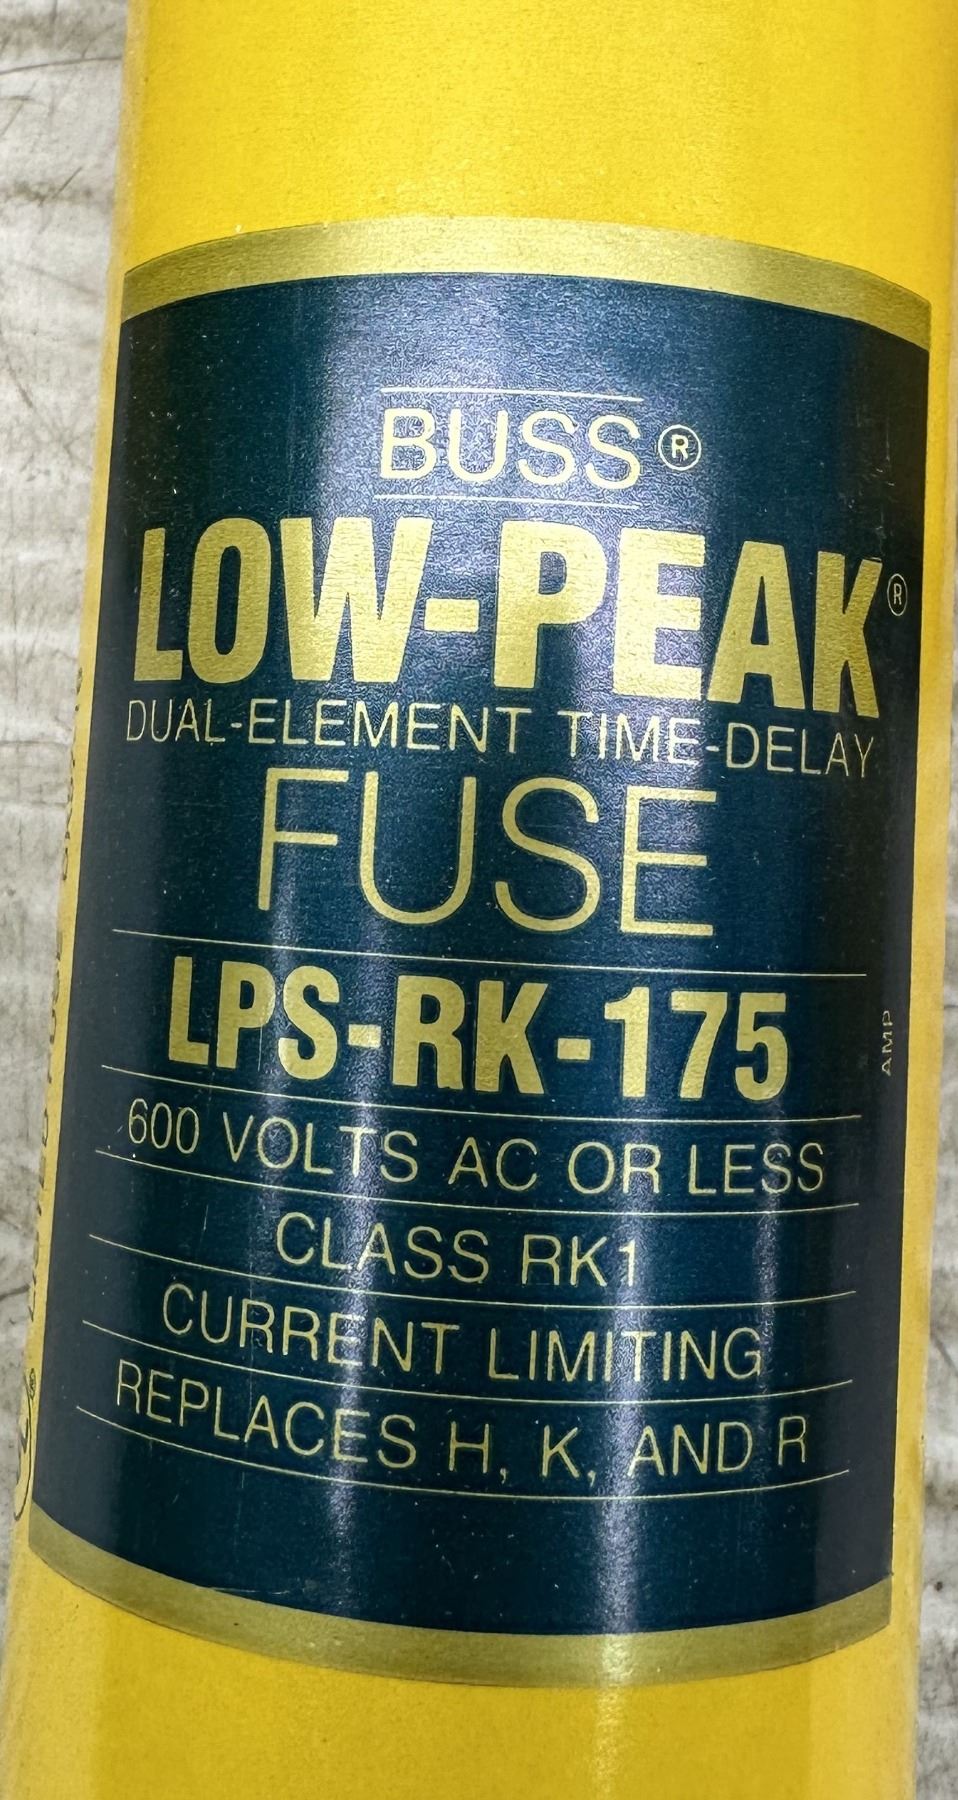 BUSS®
LOW-PEAK®
DUAL-ELEMENT TIME-DELAY
FUSE
LPS-RK-175
AMP
600 VOLTS AC OR LESS
CLASS RK1
CURRENT LIMITING
REPLACES H, K, AND R